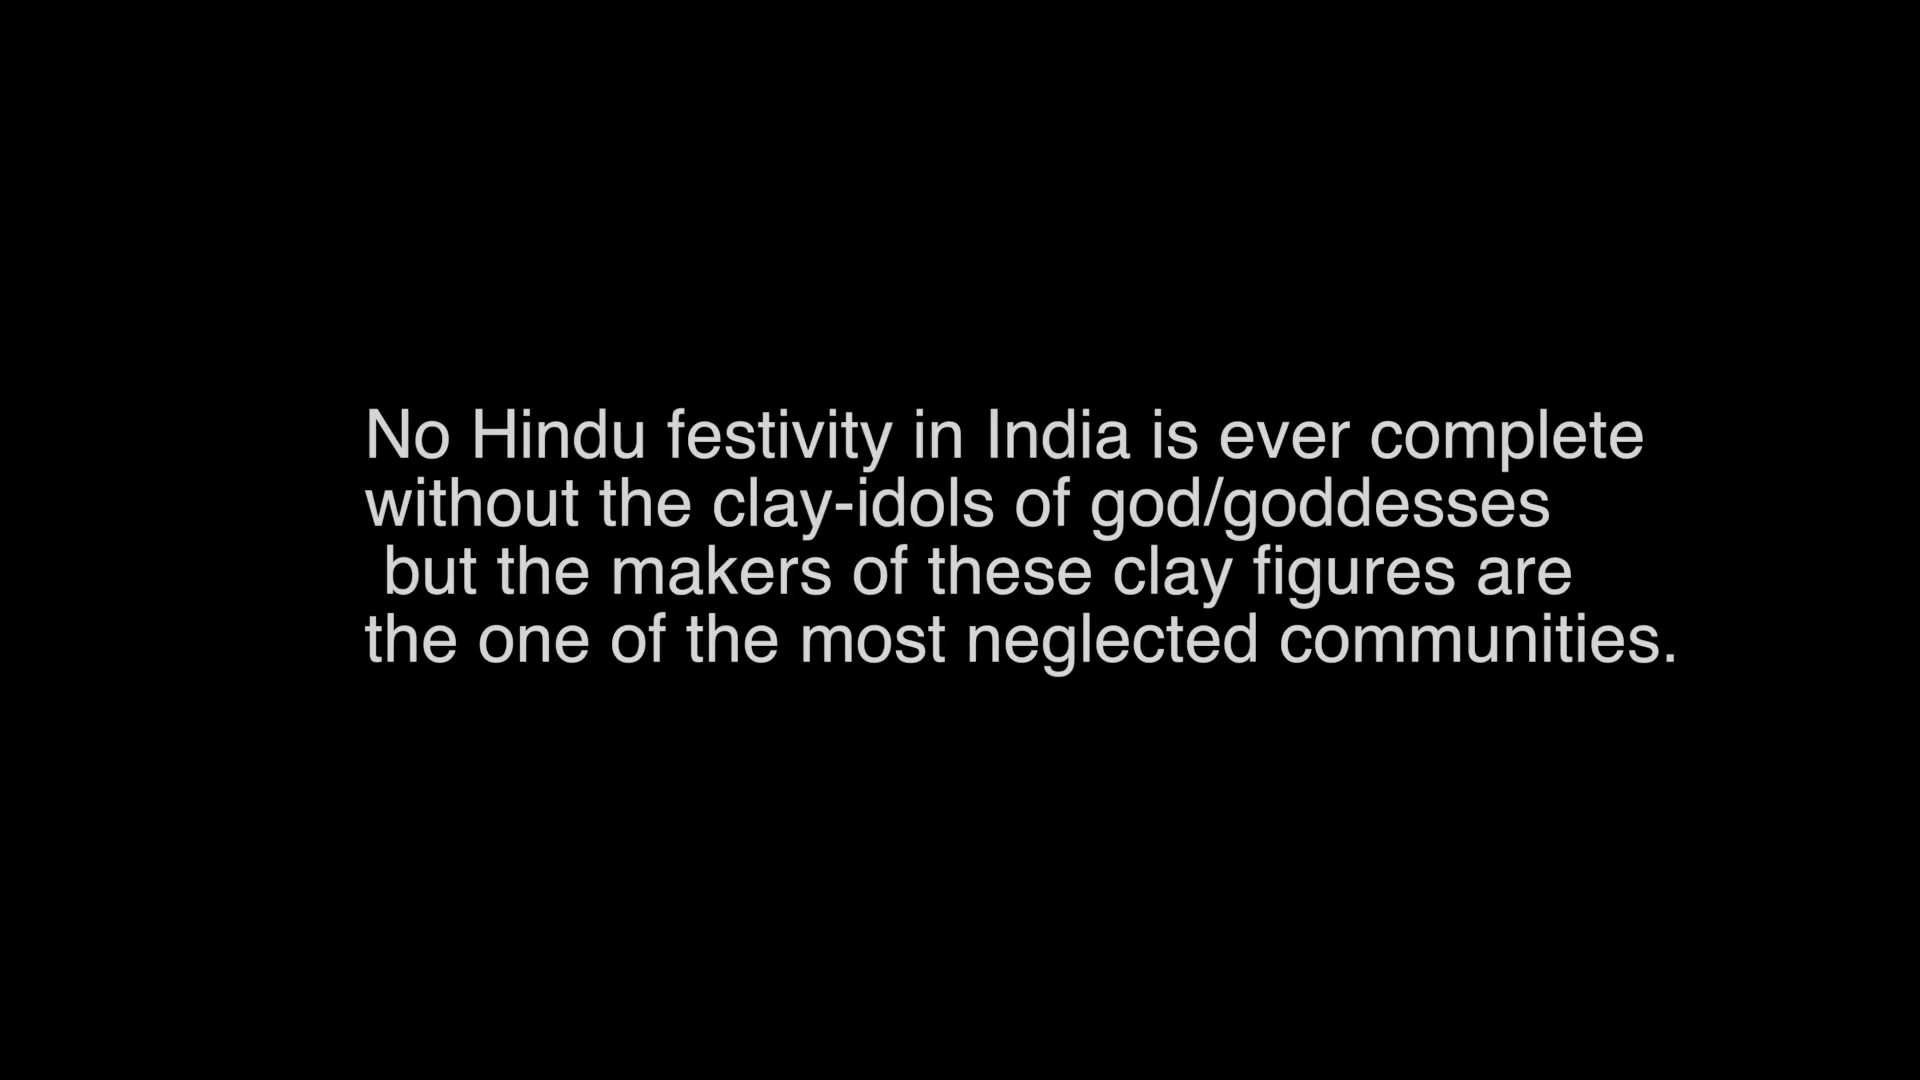 No Hindu festivity in India is ever complete
without the clay-idols of god/goddesses
but the makers of these clay figures are
the one of the most neglected communities.